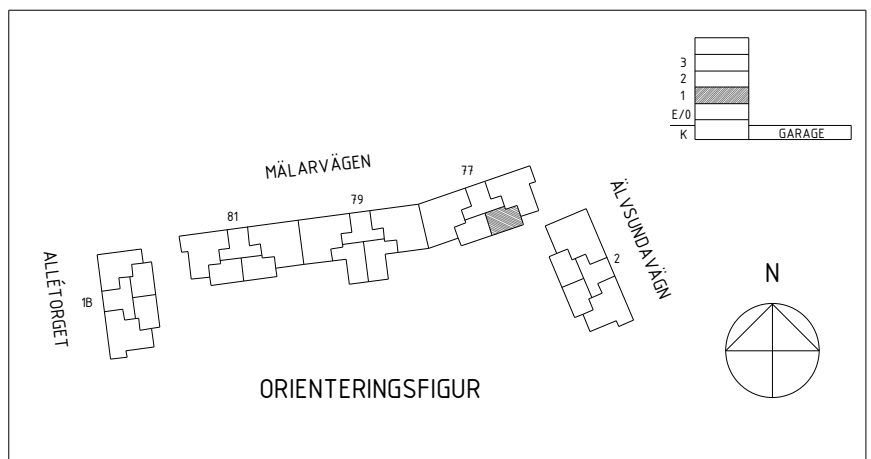 3
2
1
E/0
K GARAGE
MÄLARVÄGEN
77
79
81
ÄLVSUNDAVÄGN
2
ALLÉTORGET
1B
N
ORIENTERINGSFIGUR